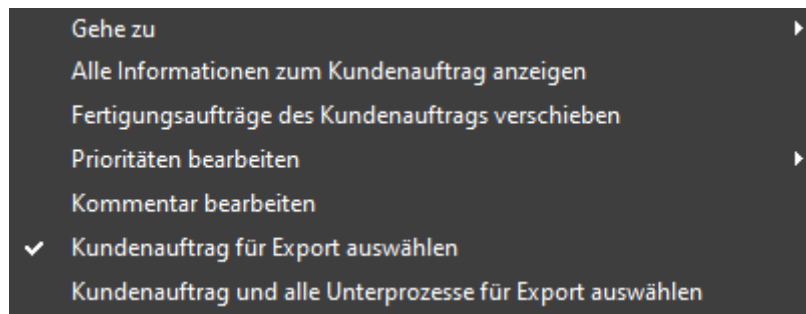 Gehe zu
Alle Informationen zum Kundenauftrag anzeigen
Fertigungsaufträge des Kundenauftrags verschieben
Prioritäten bearbeiten
Kommentar bearbeiten
Kundenauftrag für Export auswählen
Kundenauftrag und alle Unterprozesse für Export auswählen